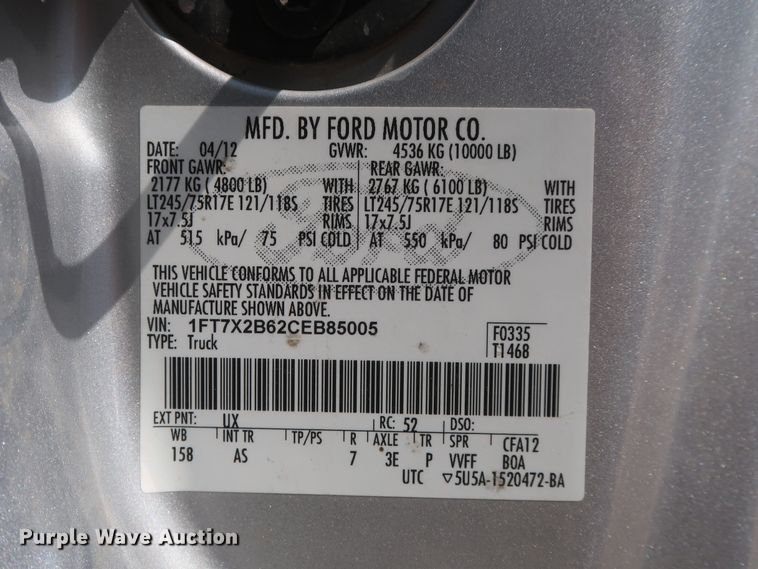 MFD. BY FORD MOTOR CO.
DATE: 04/12 GVWR: 4536 KG (10000 LB)
FRONT GAWR: REAR GAWR:
2177 KG ( 4800 LB) WITH 2767 KG ( 6100 LB) WITH
LT245/75R17E 121/118S TIRES LT245/75R17E 121/118S TIRES
17x7.5J RIMS 17x7.5J RIMS
AT 515 kPa/ 75 PSI COLD AT 550 kPa/ 80 PSI COLD
Ford
THIS VEHICLE CONFORMS TO ALL APPLICABLE FEDERAL MOTOR
VEHICLE SAFETY STANDARDS IN EFFECT ON THE DATE OF
MANUFACTURE SHOWN ABOVE.
VIN: 1FT7X2B62CEB85005 F0335
TYPE: Truck T1468
EXT PNT: UX RC: 52 DSO:
WB INT TR TP/PS R AXLE TR SPR CFA12
158 AS 7 3E P VVFF BOA
UTC ▽5U5A-1520472-BA
Purple Wave Auction